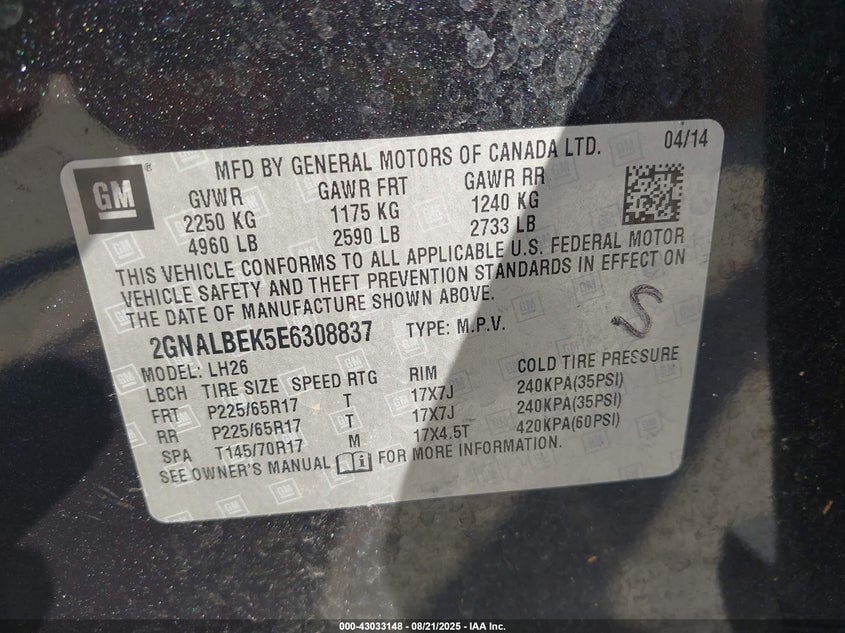 GM
®
MFD BY GENERAL MOTORS OF CANADA LTD. 04/14
GVWR GAWR FRT GAWR RR
2250 KG 1175 KG 1240 KG
4960 LB 2590 LB 2733 LB
THIS VEHICLE CONFORMS TO ALL APPLICABLE U.S. FEDERAL MOTOR
VEHICLE SAFETY AND THEFT PREVENTION STANDARDS IN EFFECT ON
THE DATE OF MANUFACTURE SHOWN ABOVE.
2GNALBEK5E6308837 TYPE: M.P.V.
MODEL: LH26
LBCH TIRE SIZE SPEED RTG RIM COLD TIRE PRESSURE
FRT P225/65R17 T 17X7J 240KPA(35PSI)
RR P225/65R17 T 17X7J 240KPA(35PSI)
SPA T145/70R17 M 17X4.5T 420KPA(60PSI)
SEE OWNER'S MANUAL FOR MORE INFORMATION.
000-43033148 - 08/21/2025 - IAA Inc.